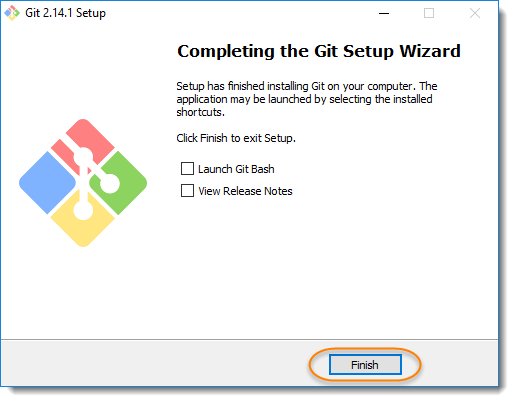 Git 2.14.1 Setup
Completing the Git Setup Wizard
Setup has finished installing Git on your computer. The
application may be launched by selecting the installed
shortcuts.
Click Finish to exit Setup.
Launch Git Bash
View Release Notes
Finish